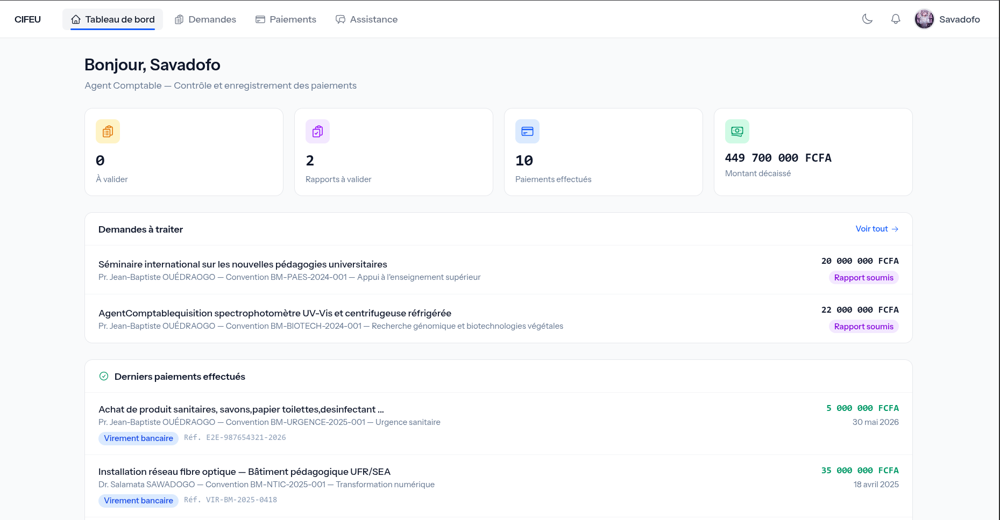 CIFEU
Tableau de bord
Demandes
Paiements
Assistance
Savadofo
Bonjour, Savadofo
Agent Comptable — Contrôle et enregistrement des paiements
0
À valider
2
Rapports à valider
10
Paiements effectués
449 700 000 FCFA
Montant décaissé
Demandes à traiter
Voir tout →
Séminaire international sur les nouvelles pédagogies universitaires
20 000 000 FCFA
Pr. Jean-Baptiste OUÉDRAOGO — Convention BM-PAES-2024-001 — Appui à l'enseignement supérieur
Rapport soumis
AgentComptablequisition spectrophotomètre UV-Vis et centrifugeuse réfrigérée
22 000 000 FCFA
Pr. Jean-Baptiste OUÉDRAOGO — Convention BM-BIOTECH-2024-001 — Recherche génomique et biotechnologies végétales
Rapport soumis
Derniers paiements effectués
Achat de produit sanitaires, savons,papier toilettes,desinfectant ...
5 000 000 FCFA
Pr. Jean-Baptiste OUÉDRAOGO — Convention BM-URGENCE-2025-001 — Urgence sanitaire
30 mai 2026
Virement bancaire
Réf. E2E-987654321-2026
Installation réseau fibre optique — Bâtiment pédagogique UFR/SEA
35 000 000 FCFA
Dr. Salamata SAWADOGO — Convention BM-NTIC-2025-001 — Transformation numérique
18 avril 2025
Virement bancaire
Réf. VIR-BM-2025-0418